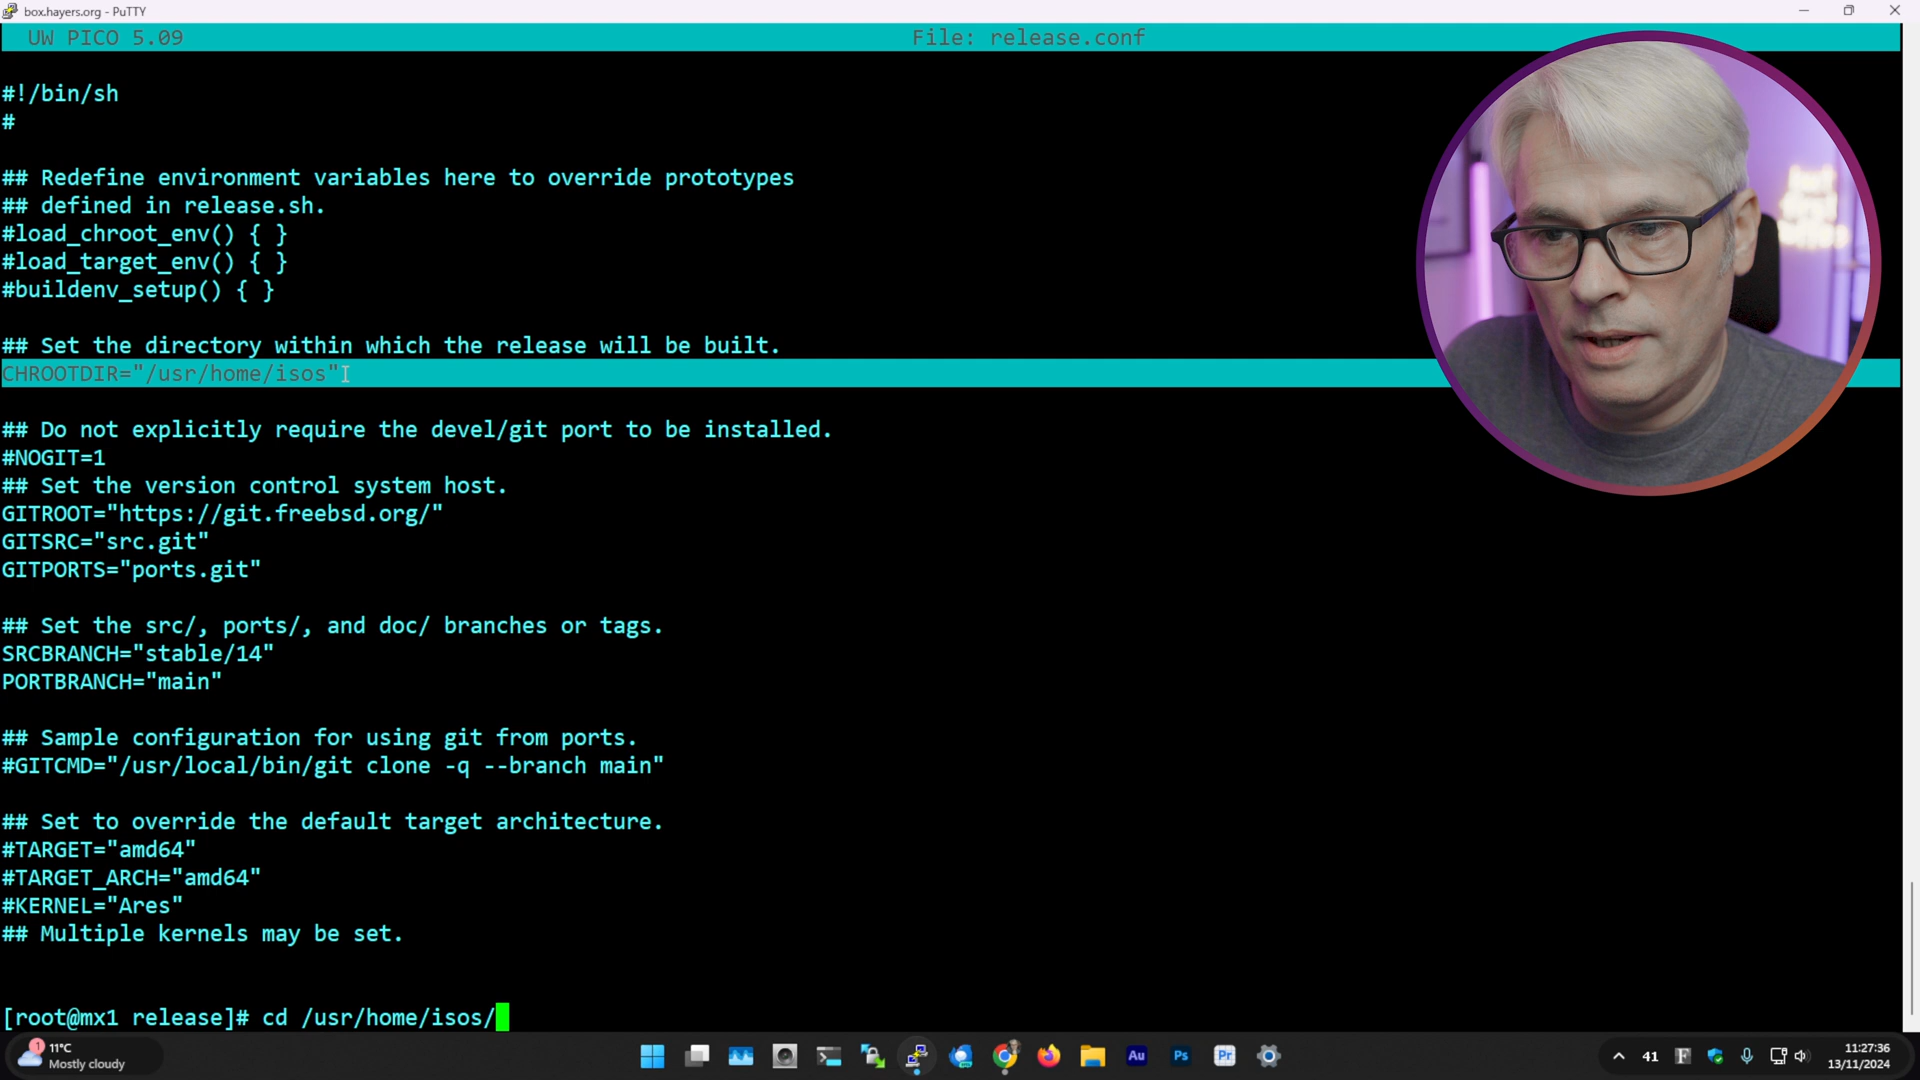 box.hayers.org - PuTTY
UW PICO 5.09 File: release.conf
#!/bin/sh
#
## Redefine environment variables here to override prototypes
## defined in release.sh.
#load_chroot_env() { }
#load_target_env() { }
#buildenv_setup() { }
## Set the directory within which the release will be built.
CHROOTDIR="/usr/home/isos"
## Do not explicitly require the devel/git port to be installed.
#NOGIT=1
## Set the version control system host.
GITROOT="https://git.freebsd.org/"
GITSRC="src.git"
GITPORTS="ports.git"
## Set the src/, ports/, and doc/ branches or tags.
SRCBRANCH="stable/14"
PORTBRANCH="main"
## Sample configuration for using git from ports.
#GITCMD="/usr/local/bin/git clone -q --branch main"
## Set to override the default target architecture.
#TARGET="amd64"
#TARGET_ARCH="amd64"
#KERNEL="Ares"
## Multiple kernels may be set.
[root@mx1 release]# cd /usr/home/isos/
1
11°C
Mostly cloudy
Au
Ps
Pr
41
F
11:27:36
13/11/2024